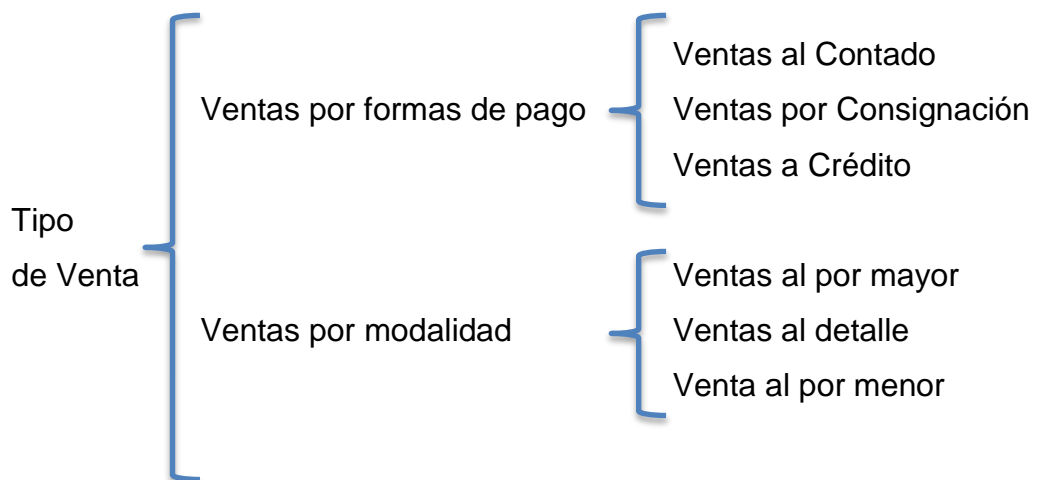 Tipo
de Venta
Ventas por formas de pago
Ventas al Contado
Ventas por Consignación
Ventas a Crédito
Ventas por modalidad
Ventas al por mayor
Ventas al detalle
Venta al por menor